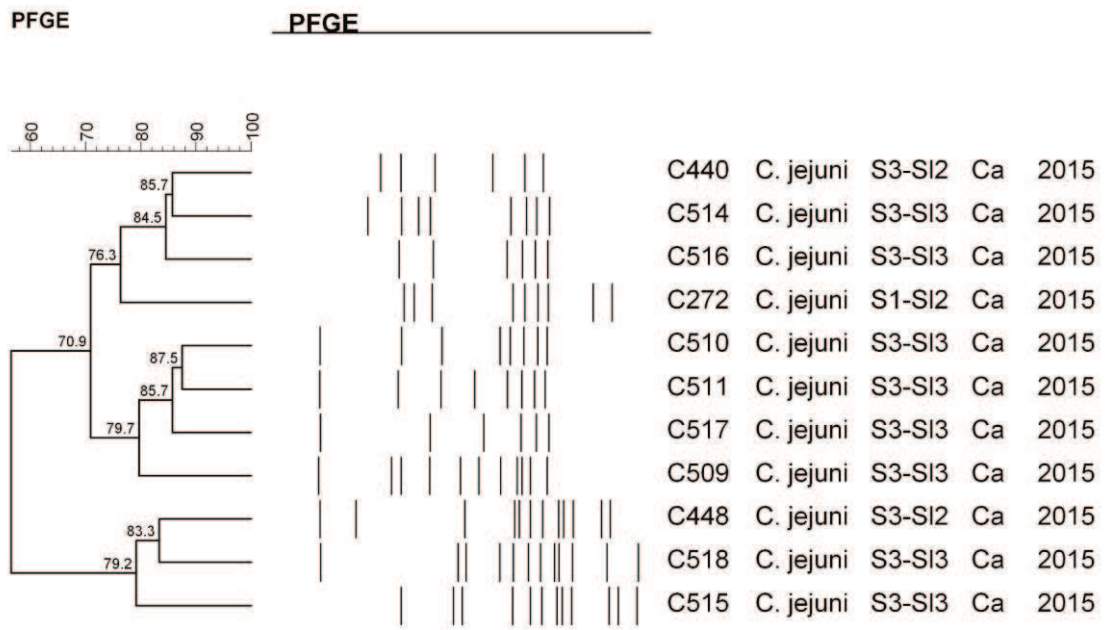 PFGE PFGE
60 70 80 90 100
C440 C. jejuni S3-Sl2 Ca 2015
85.7
C514 C. jejuni S3-Sl3 Ca 2015
84.5
C516 C. jejuni S3-Sl3 Ca 2015
76.3
C272 C. jejuni S1-Sl2 Ca 2015
70.9
C510 C. jejuni S3-Sl3 Ca 2015
87.5
C511 C. jejuni S3-Sl3 Ca 2015
85.7
79.7
C517 C. jejuni S3-Sl3 Ca 2015
C509 C. jejuni S3-Sl3 Ca 2015
C448 C. jejuni S3-Sl2 Ca 2015
83.3
C518 C. jejuni S3-Sl3 Ca 2015
79.2
C515 C. jejuni S3-Sl3 Ca 2015